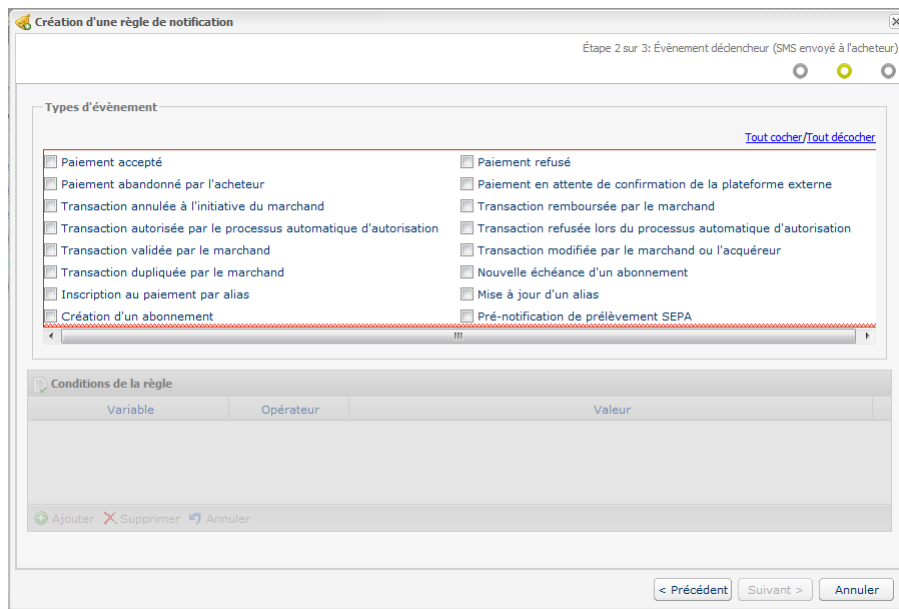 Création d'une règle de notification
Étape 2 sur 3: Évènement déclencheur (SMS envoyé à l'acheteur)
Types d'évènement
Tout cocher/Tout décocher
Paiement accepté
Paiement refusé
Paiement abandonné par l'acheteur
Paiement en attente de confirmation de la plateforme externe
Transaction annulée à l'initiative du marchand
Transaction remboursée par le marchand
Transaction autorisée par le processus automatique d'autorisation
Transaction refusée lors du processus automatique d'autorisation
Transaction validée par le marchand
Transaction modifiée par le marchand ou l'acquéreur
Transaction dupliquée par le marchand
Nouvelle échéance d'un abonnement
Inscription au paiement par alias
Mise à jour d'un alias
Création d'un abonnement
Pré-notification de prélèvement SEPA
Conditions de la règle
Variable Opérateur Valeur
Ajouter Supprimer Annuler
< Précédent Suivant > Annuler